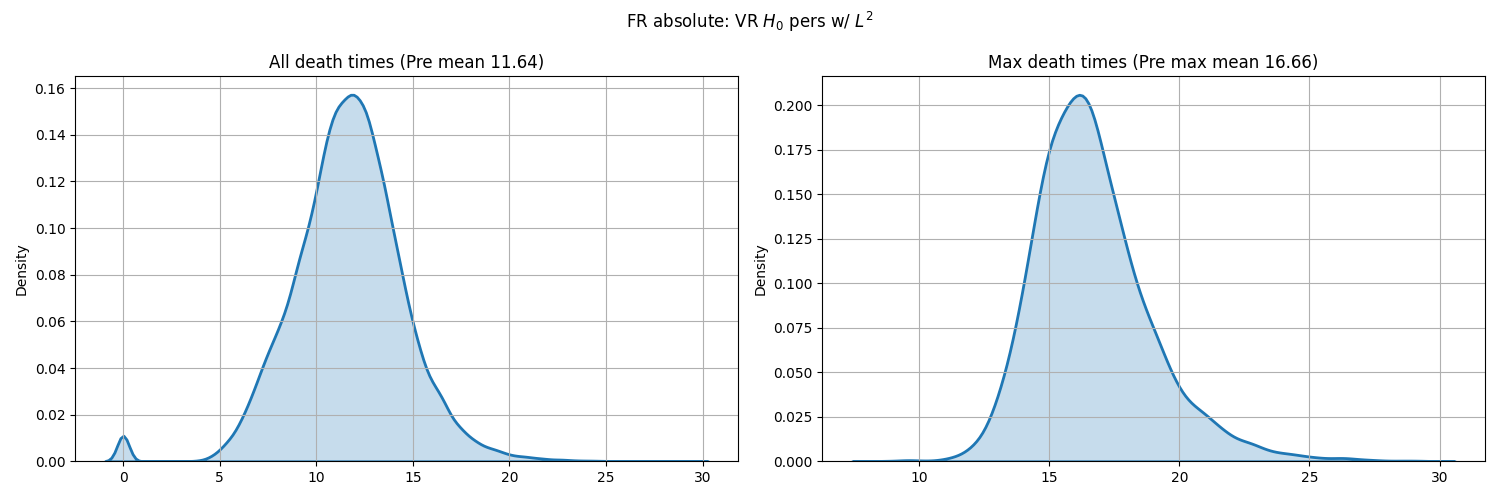 FR absolute: VR $H_0$ pers w/ $L^2$
All death times (Pre mean 11.64)
Density
0.16
0.14
0.12
0.10
0.08
0.06
0.04
0.02
0.00
0 5 10 15 20 25 30
Max death times (Pre max mean 16.66)
Density
0.200
0.175
0.150
0.125
0.100
0.075
0.050
0.025
0.000
10 15 20 25 30